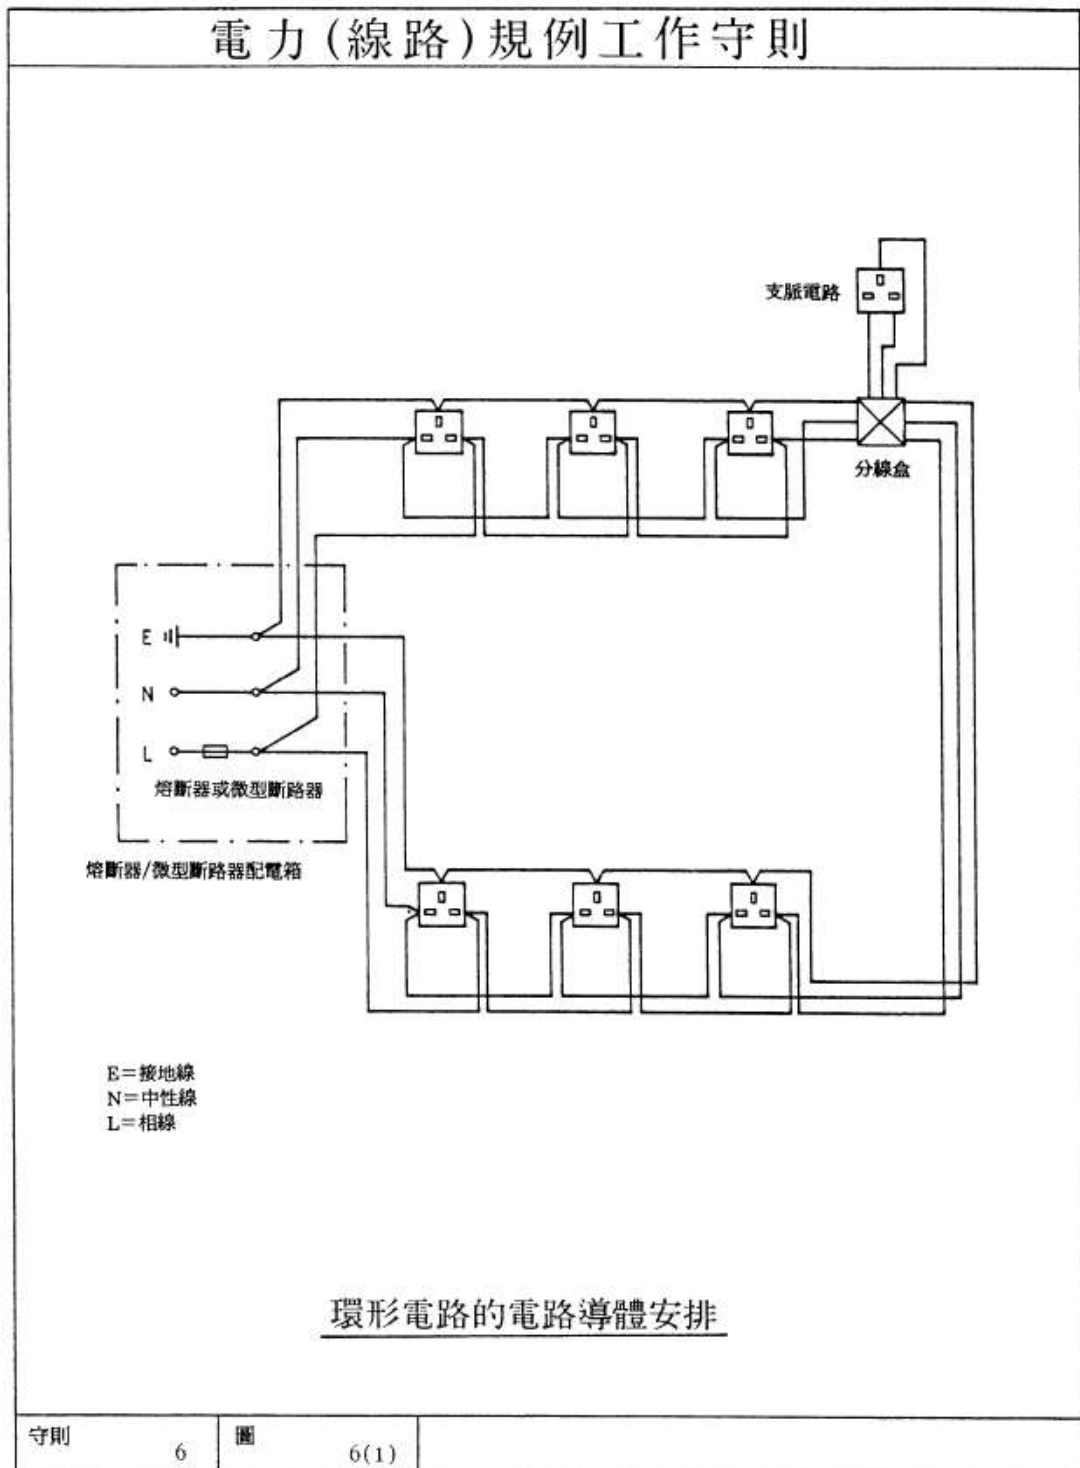 電力(線路)規例工作守則
支脈電路
分線盒
E
N
L
熔斷器或微型斷路器
熔斷器/微型斷路器配電箱
E=接地線
N=中性線
L=相線
環形電路的電路導體安排
守則 6 圖 6(1)